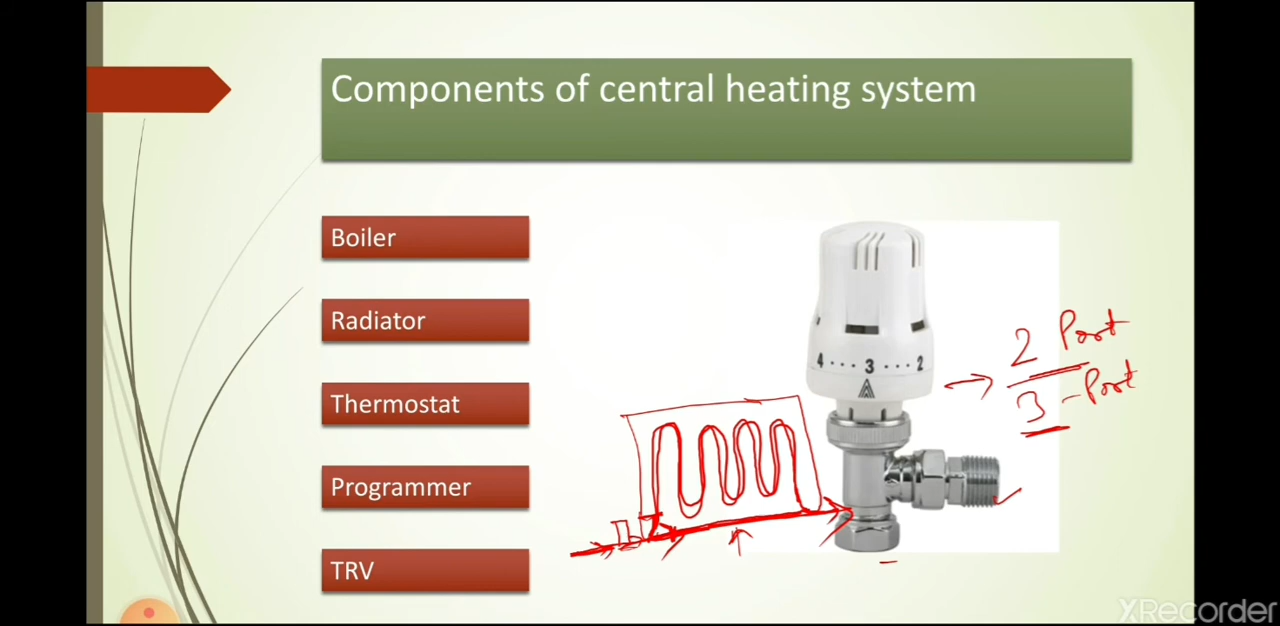 Components of central heating system
Boiler
Radiator
Thermostat
Programmer
TRV
4 ··· 3 ··· 2
2 Port
3-Port
XRecorder